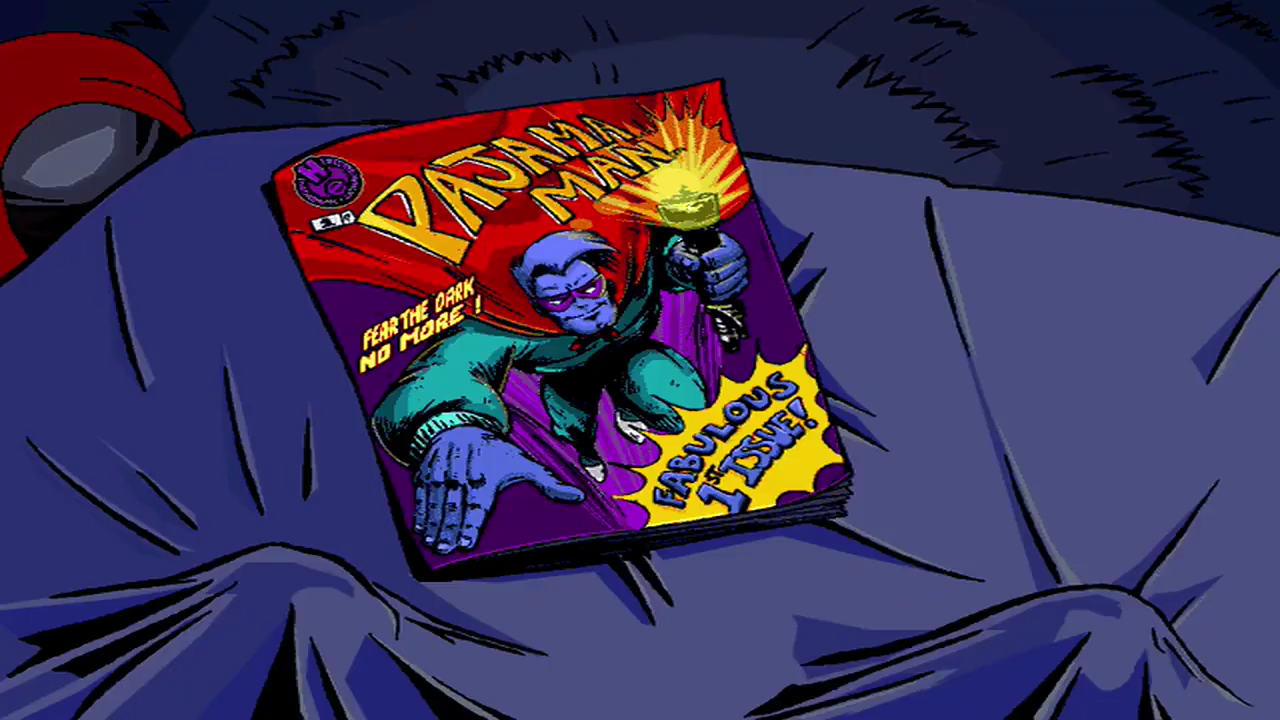 PAJAMA
MAN
FEAR THE DARK
NO MORE!
FABULOUS
1ST ISSUE!